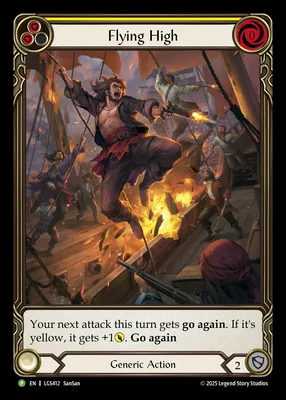 Flying High
Your next attack this turn gets go again. If it's
yellow, it gets +1. Go again
Generic Action
2
P EN | LGS412 SanSan
© 2025 Legend Story Studios